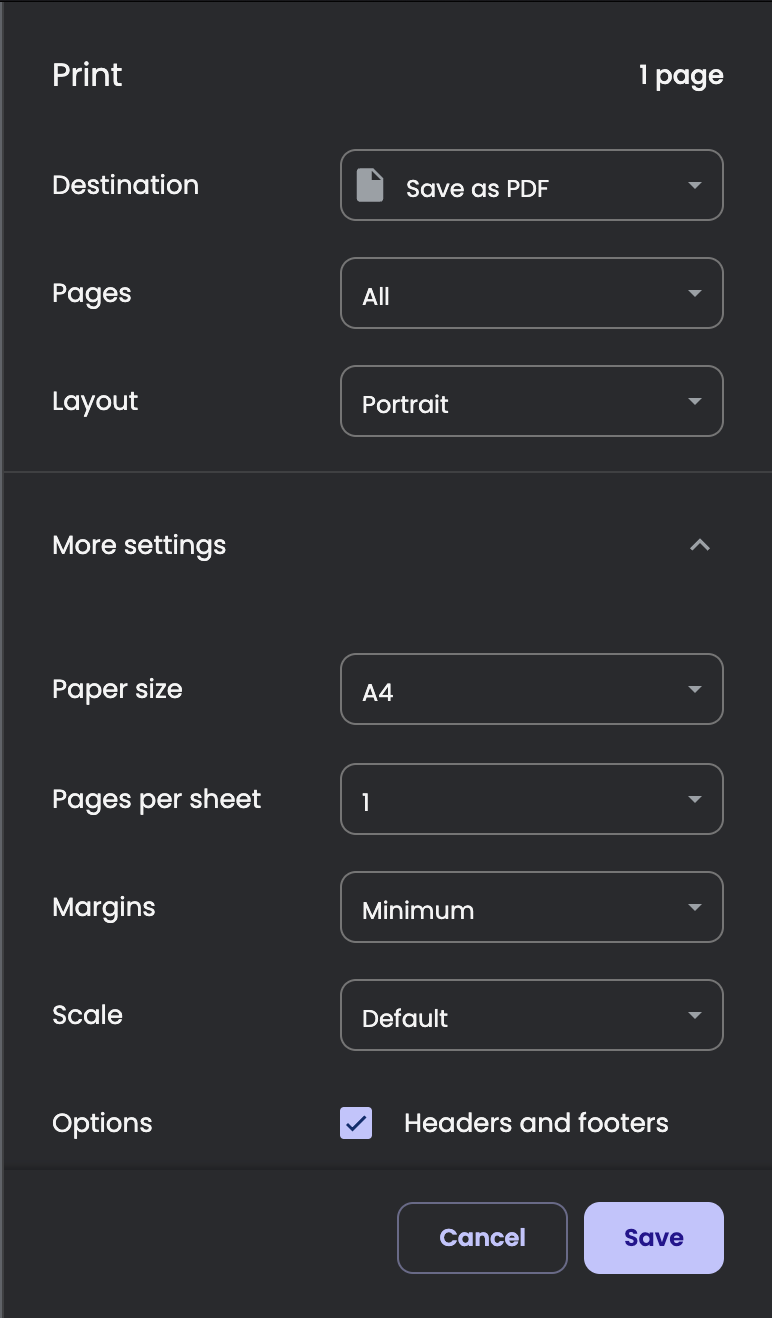 Print 1 page
Destination Save as PDF
Pages All
Layout Portrait
More settings
Paper size A4
Pages per sheet 1
Margins Minimum
Scale Default
Options Headers and footers
Cancel Save